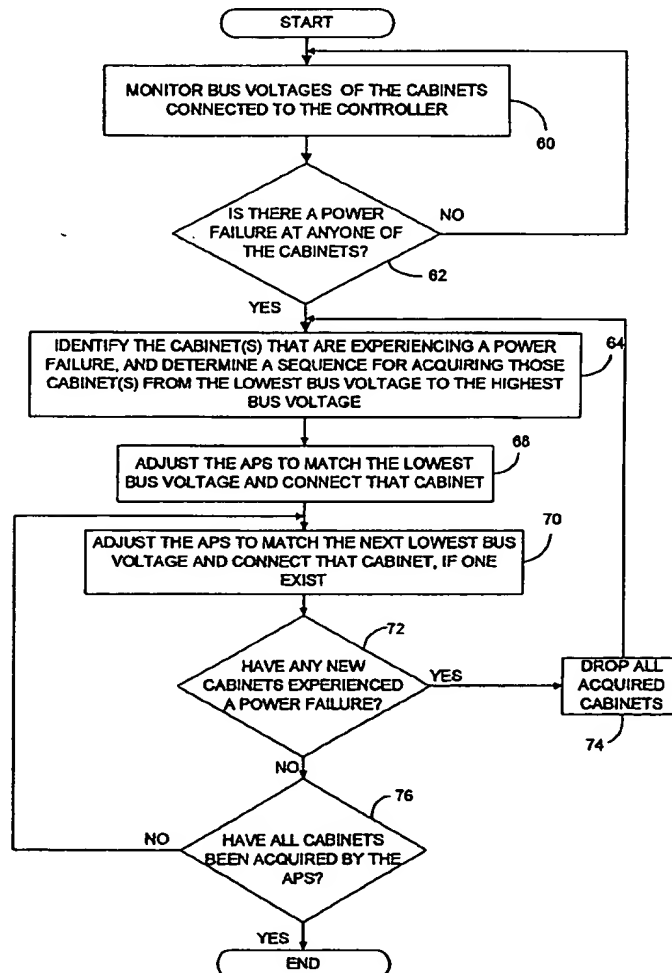 START
MONITOR BUS VOLTAGES OF THE CABINETS
CONNECTED TO THE CONTROLLER
60
IS THERE A POWER
FAILURE AT ANYONE OF
THE CABINETS?
NO
62
YES
IDENTIFY THE CABINET(S) THAT ARE EXPERIENCING A POWER
FAILURE, AND DETERMINE A SEQUENCE FOR ACQUIRING THOSE
CABINET(S) FROM THE LOWEST BUS VOLTAGE TO THE HIGHEST
BUS VOLTAGE
64
68
ADJUST THE APS TO MATCH THE LOWEST
BUS VOLTAGE AND CONNECT THAT CABINET
70
ADJUST THE APS TO MATCH THE NEXT LOWEST BUS
VOLTAGE AND CONNECT THAT CABINET, IF ONE
EXIST
72
HAVE ANY NEW
CABINETS EXPERIENCED
A POWER FAILURE?
YES
DROP ALL
ACQUIRED
CABINETS
74
NO
76
HAVE ALL CABINETS
BEEN ACQUIRED BY THE
APS?
NO
YES
END